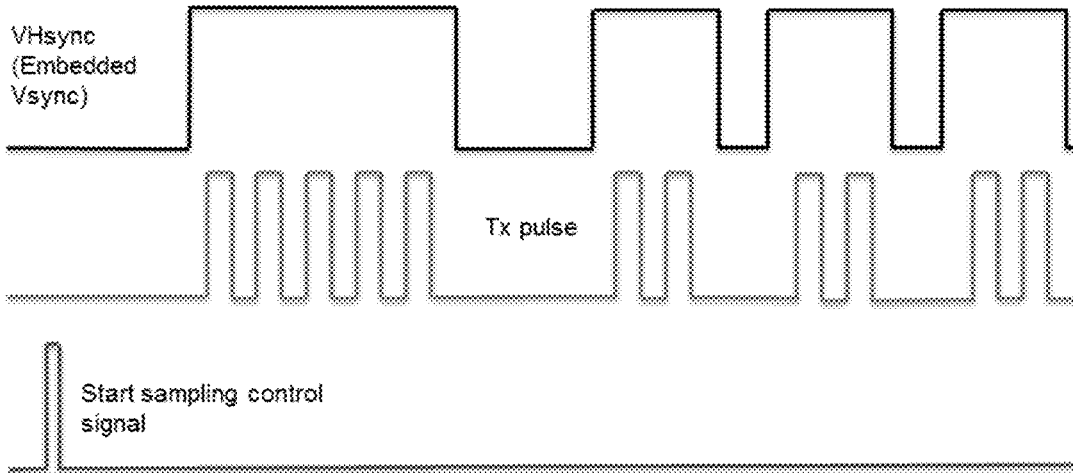 VHsync
(Embedded
Vsync)
Tx pulse
Start sampling control
signal